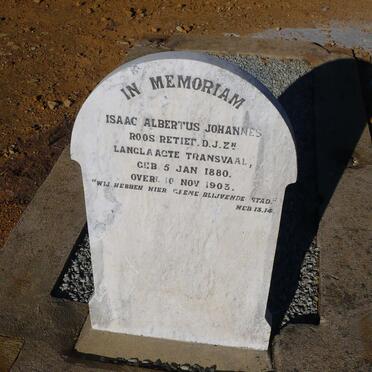 IN MEMORIAM
ISAAC ALBERTUS JOHANNES
ROOS RETIEF. D.J.ZN
LANGLAAGTE TRANSVAAL,
GEB 5 JAN 1880.
OVERL 10 NOV 1903.
"WIJ HEBBEN HIER GEENE BLIJVENDE STAD."
HEB 13.14